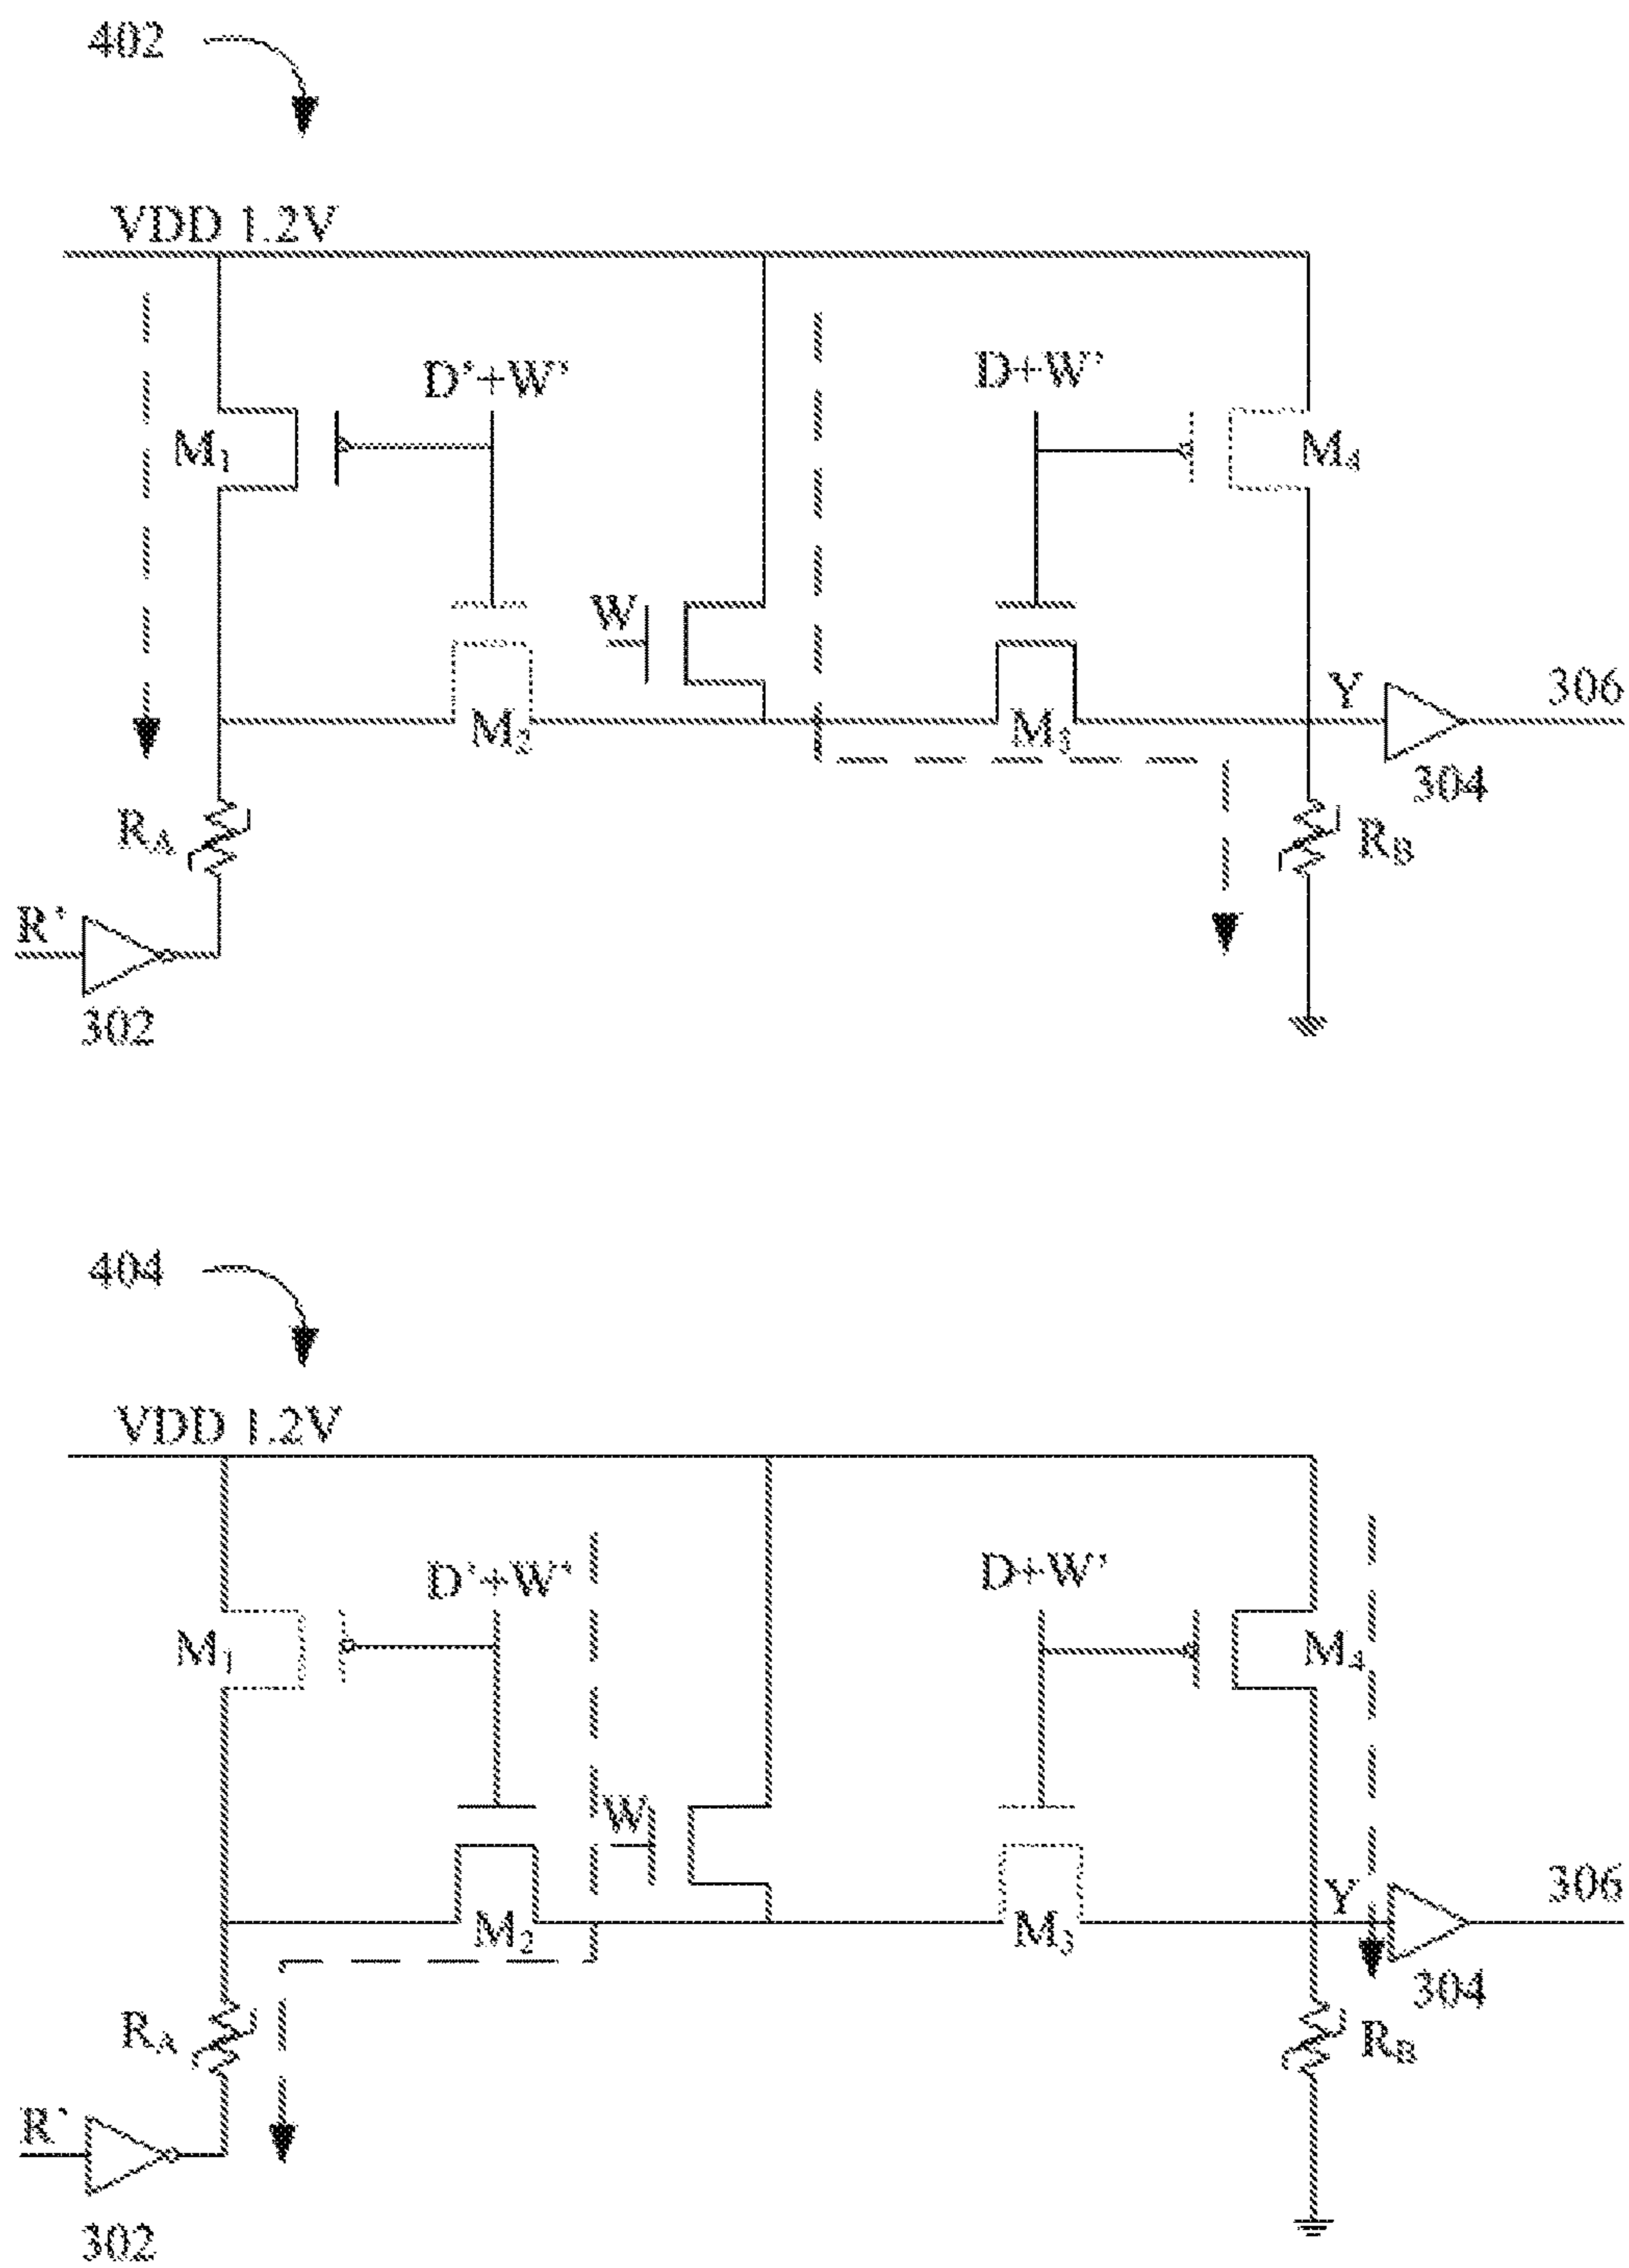 402
VDD 1.2V
D'+W'
D+W'
M1
M4
W
Y
306
M2
M3
304
RA
RB
R'
302
404
VDD 1.2V
D'+W'
D+W'
M1
M4
W
Y
306
M2
M3
304
RA
RB
R'
302